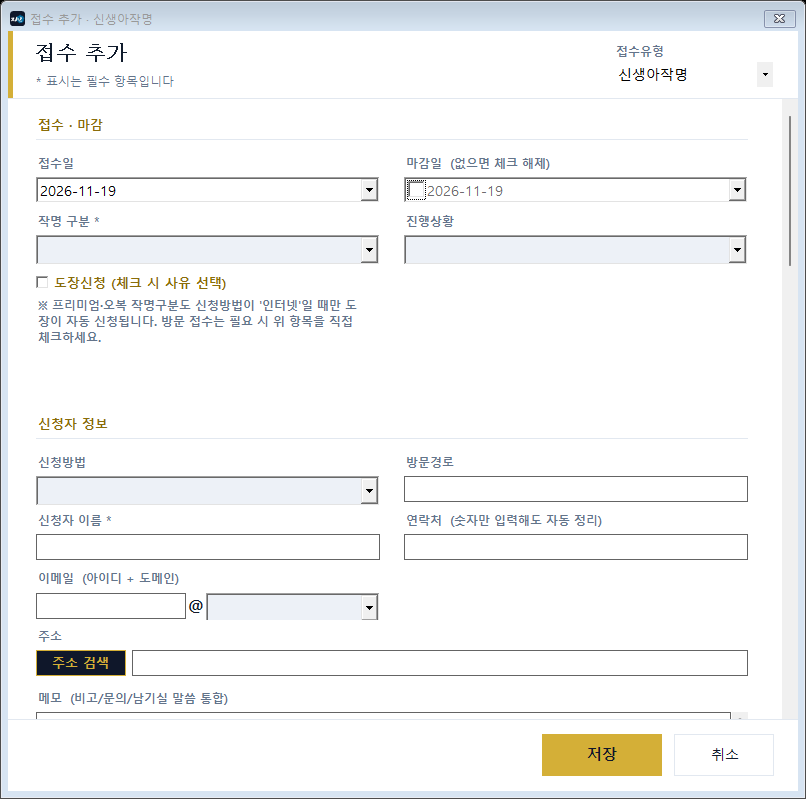 접수 추가 · 신생아작명
접수 추가
* 표시는 필수 항목입니다
접수유형
신생아작명
접수 · 마감
접수일
마감일 (없으면 체크 해제)
2026-11-19
2026-11-19
작명 구분 *
진행상황
도장신청 (체크 시 사유 선택)
※ 프리미엄·오복 작명구분도 신청방법이 '인터넷'일 때만 도
장이 자동 신청됩니다. 방문 접수는 필요 시 위 항목을 직접
체크하세요.
신청자 정보
신청방법
방문경로
신청자 이름 *
연락처 (숫자만 입력해도 자동 정리)
이메일 (아이디 + 도메인)
@
주소
주소 검색
메모 (비고/문의/남기실 말씀 통합)
저장
취소